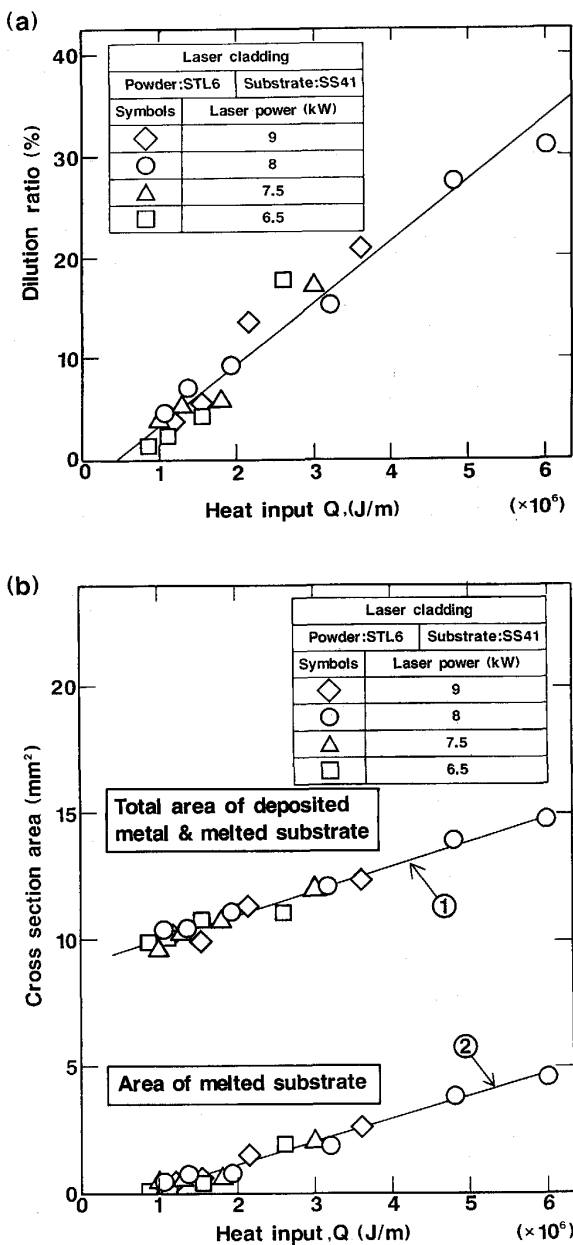 (a)
Dilution ratio (%)
40
30
20
10
0
Laser cladding
Powder:STL6 Substrate:SS41
Symbols Laser power (kW)
9
8
7.5
6.5
0 1 2 3 4 5 6
Heat input Q,(J/m) (×10⁶)
(b)
Cross section area (mm²)
20
15
10
5
0
Laser cladding
Powder:STL6 Substrate:SS41
Symbols Laser power (kW)
9
8
7.5
6.5
Total area of deposited
metal & melted substrate
①
②
Area of melted substrate
0 1 2 3 4 5 6
Heat input,Q (J/m) (×10⁶)